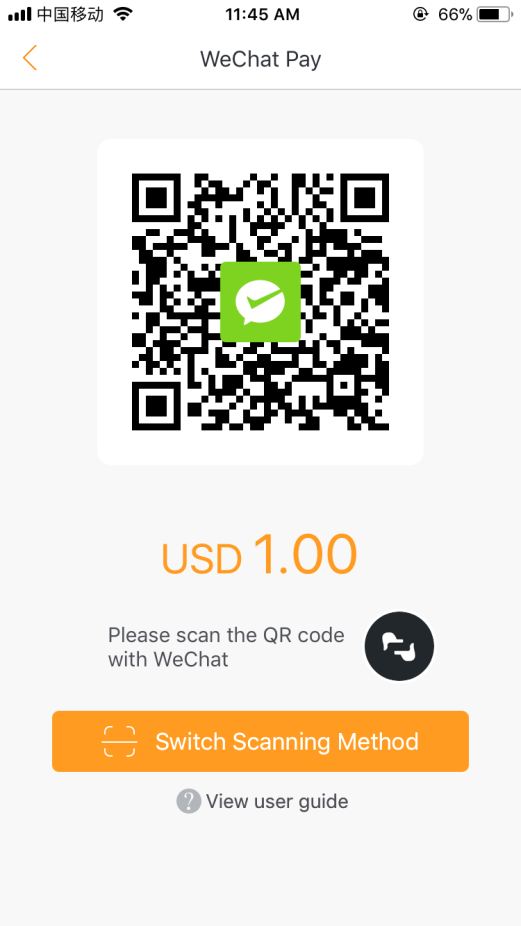 中国移动 11:45 AM 66%
WeChat Pay
USD 1.00
Please scan the QR code
with WeChat
Switch Scanning Method
? View user guide